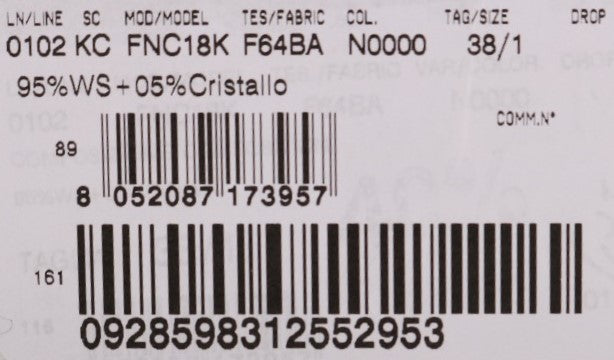 LN/LINE SC MOD/MODEL TES/FABRIC COL. TAG/SIZE DROP
0102 KC FNC18K F64BA N0000 38/1
95%WS+05%Cristallo
COMM.N°
89
8 052087 173957
161
0928598312552953